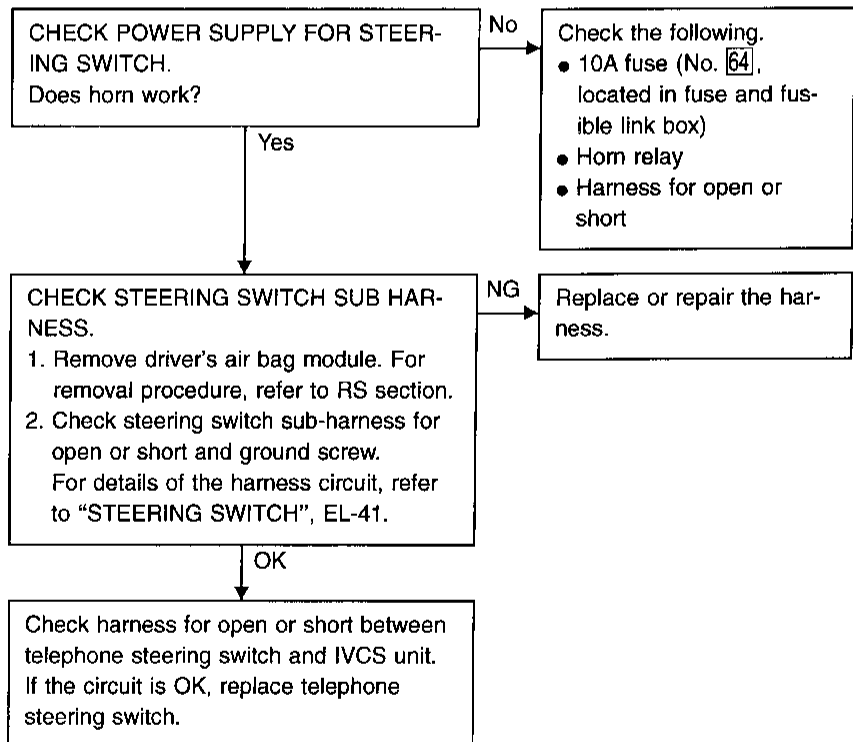 CHECK POWER SUPPLY FOR STEER-
ING SWITCH.
Does horn work?
No
Check the following.
● 10A fuse (No. 64,
located in fuse and fus-
ible link box)
● Horn relay
● Harness for open or
short
Yes
CHECK STEERING SWITCH SUB HAR-
NESS.
1. Remove driver's air bag module. For
removal procedure, refer to RS section.
2. Check steering switch sub-harness for
open or short and ground screw.
For details of the harness circuit, refer
to “STEERING SWITCH”, EL-41.
NG
Replace or repair the har-
ness.
OK
Check harness for open or short between
telephone steering switch and IVCS unit.
If the circuit is OK, replace telephone
steering switch.